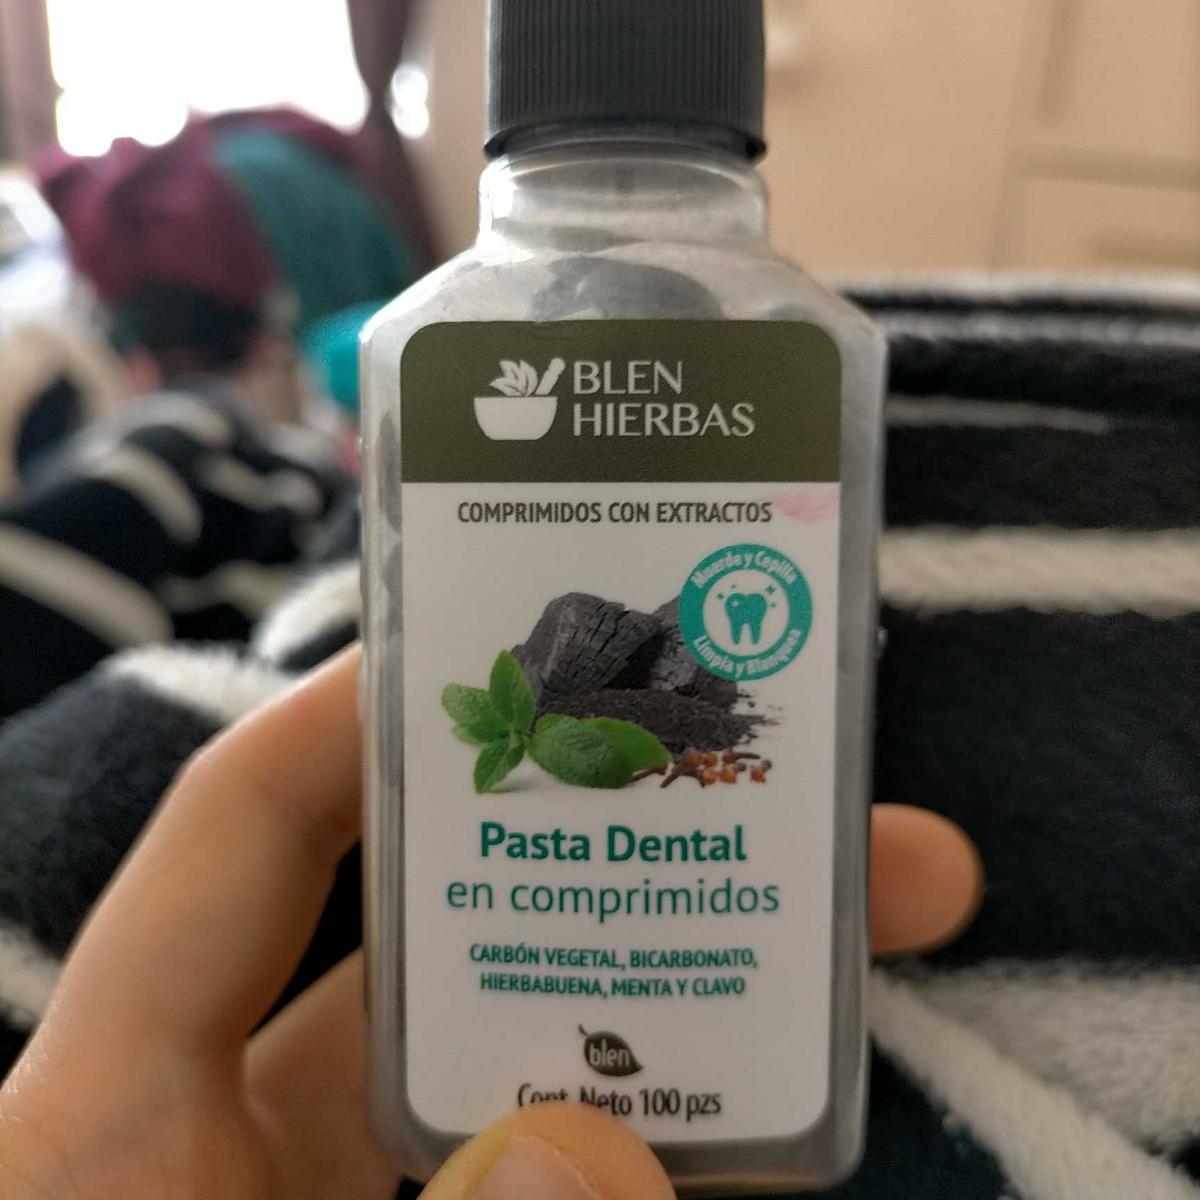 BLEN
HIERBAS
COMPRIMIDOS CON EXTRACTOS
Muerde y Cepilla
Limpia y Blanquea
Pasta Dental
en comprimidos
CARBÓN VEGETAL, BICARBONATO,
HIERBABUENA, MENTA Y CLAVO
blen
Cont. Neto 100 pzs